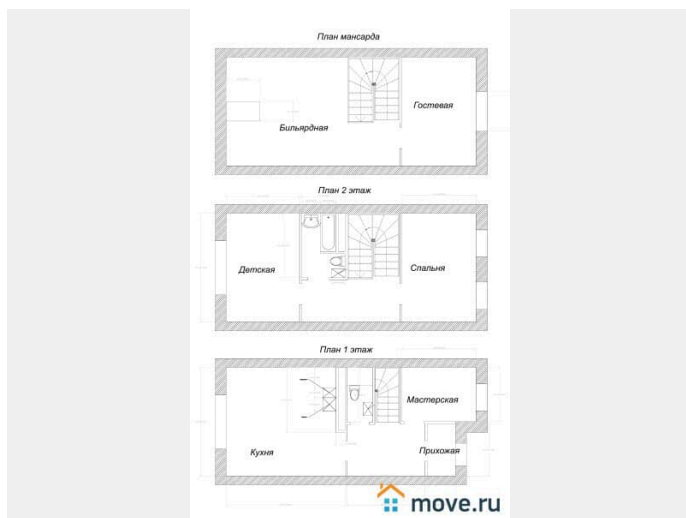 План мансарда
Бильярдная
Гостевая
План 2 этаж
Детская
Спальня
План 1 этаж
Мастерская
Кухня
Прихожая
move.ru